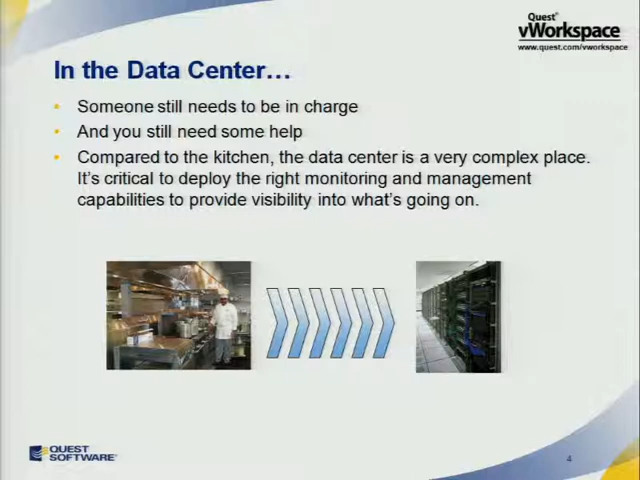 Quest®
vWorkspace
www.quest.com/vworkspace
In the Data Center…
Someone still needs to be in charge
And you still need some help
Compared to the kitchen, the data center is a very complex place.
It’s critical to deploy the right monitoring and management
capabilities to provide visibility into what’s going on.
QUEST
SOFTWARE®
4